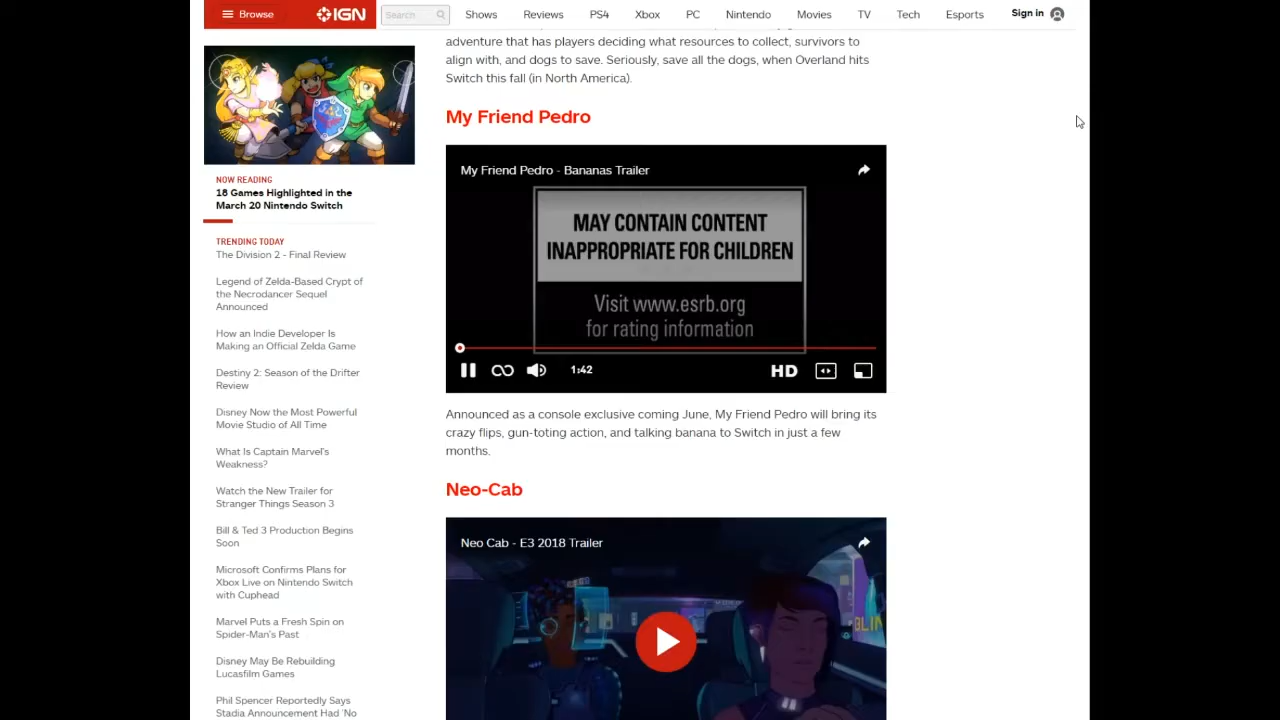 Browse
IGN
Search
Shows
Reviews
PS4
Xbox
PC
Nintendo
Movies
TV
Tech
Esports
Sign in
NOW READING
18 Games Highlighted in the
March 20 Nintendo Switch
TRENDING TODAY
The Division 2 - Final Review
Legend of Zelda-Based Crypt of
the Necrodancer Sequel
Announced
How an Indie Developer Is
Making an Official Zelda Game
Destiny 2: Season of the Drifter
Review
Disney Now the Most Powerful
Movie Studio of All Time
What Is Captain Marvel's
Weakness?
Watch the New Trailer for
Stranger Things Season 3
Bill & Ted 3 Production Begins
Soon
Microsoft Confirms Plans for
Xbox Live on Nintendo Switch
with Cuphead
Marvel Puts a Fresh Spin on
Spider-Man's Past
Disney May Be Rebuilding
Lucasfilm Games
Phil Spencer Reportedly Says
Stadia Announcement Had 'No
adventure that has players deciding what resources to collect, survivors to
align with, and dogs to save. Seriously, save all the dogs, when Overland hits
Switch this fall (in North America).
My Friend Pedro
My Friend Pedro - Bananas Trailer
MAY CONTAIN CONTENT
INAPPROPRIATE FOR CHILDREN
Visit www.esrb.org
for rating information
1:42
HD
Announced as a console exclusive coming June, My Friend Pedro will bring its
crazy flips, gun-toting action, and talking banana to Switch in just a few
months.
Neo-Cab
Neo Cab - E3 2018 Trailer